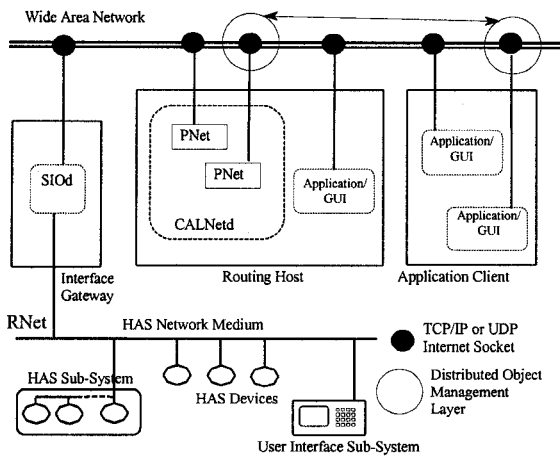 Wide Area Network
PNet
PNet
CALNetd
SIOd
Application/
GUI
Application/
GUI
Application/
GUI
Interface
Gateway
Routing Host
Application Client
RNet
HAS Network Medium
TCP/IP or UDP
Internet Socket
HAS Sub-System
HAS Devices
Distributed Object
Management
Layer
User Interface Sub-System